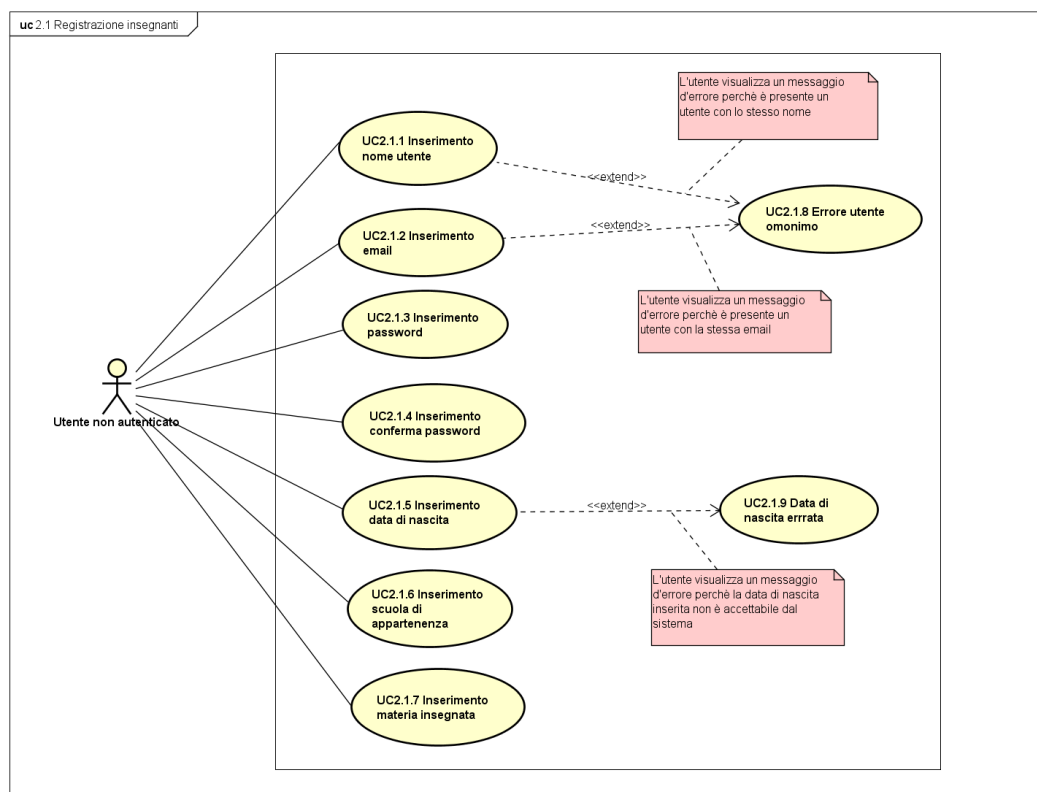 uc 2.1 Registrazione insegnanti
L'utente visualizza un messaggio
d'errore perchè è presente un
utente con lo stesso nome
UC2.1.1 Inserimento
nome utente
<<extend>>
UC2.1.8 Errore utente
omonimo
UC2.1.2 Inserimento
email
<<extend>>
L'utente visualizza un messaggio
d'errore perchè è presente un
utente con la stessa email
UC2.1.3 Inserimento
password
Utente non autenticato
UC2.1.4 Inserimento
conferma password
UC2.1.5 Inserimento
data di nascita
<<extend>>
UC2.1.9 Data di
nascita errrata
L'utente visualizza un messaggio
d'errore perchè la data di nascita
inserita non è accettabile dal
sistema
UC2.1.6 Inserimento
scuola di
appartenenza
UC2.1.7 Inserimento
materia insegnata